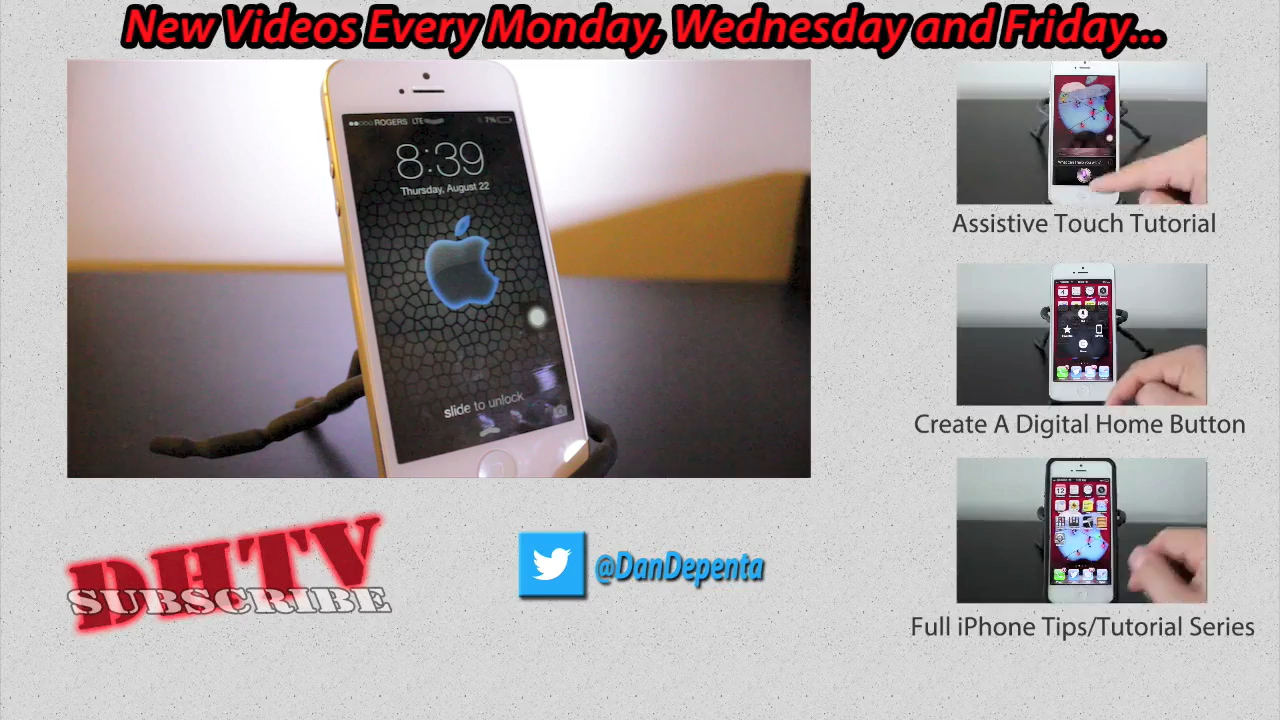 New Videos Every Monday, Wednesday and Friday...
ROGERS LTE 7%
8:39
Thursday, August 22
slide to unlock
Assistive Touch Tutorial
Create A Digital Home Button
Full iPhone Tips/Tutorial Series
DHTV
SUBSCRIBE
@DanDepenta